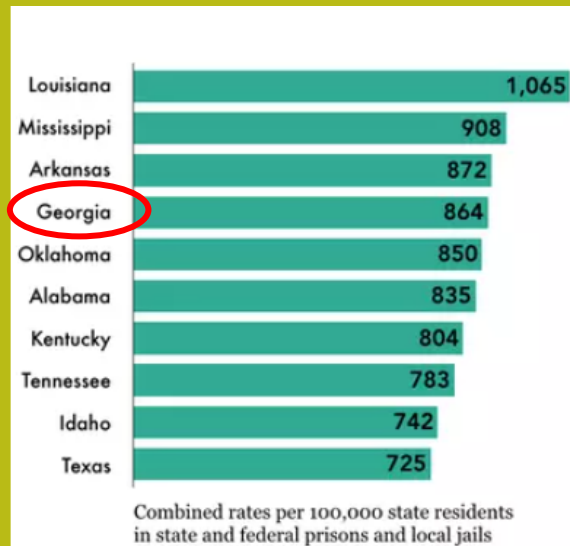 Louisiana 1,065
Mississippi 908
Arkansas 872
Georgia 864
Oklahoma 850
Alabama 835
Kentucky 804
Tennessee 783
Idaho 742
Texas 725
Combined rates per 100,000 state residents
in state and federal prisons and local jails